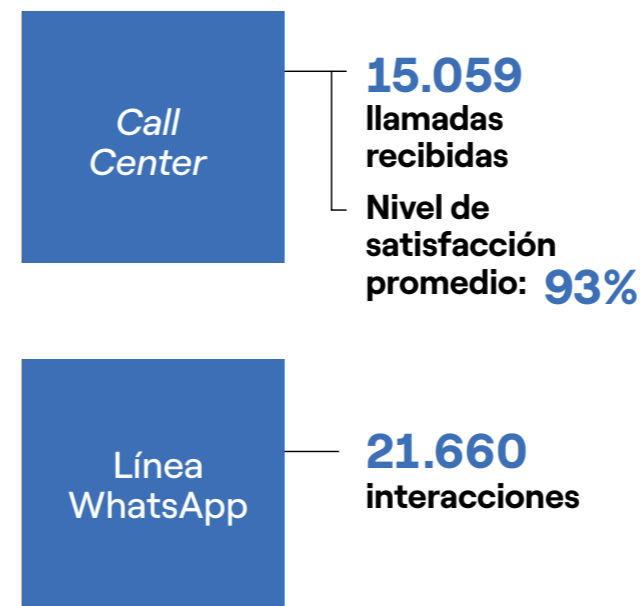 Call
Center
15.059
llamadas
recibidas
Nivel de
satisfacción
promedio: 93%
Línea
WhatsApp
21.660
interacciones